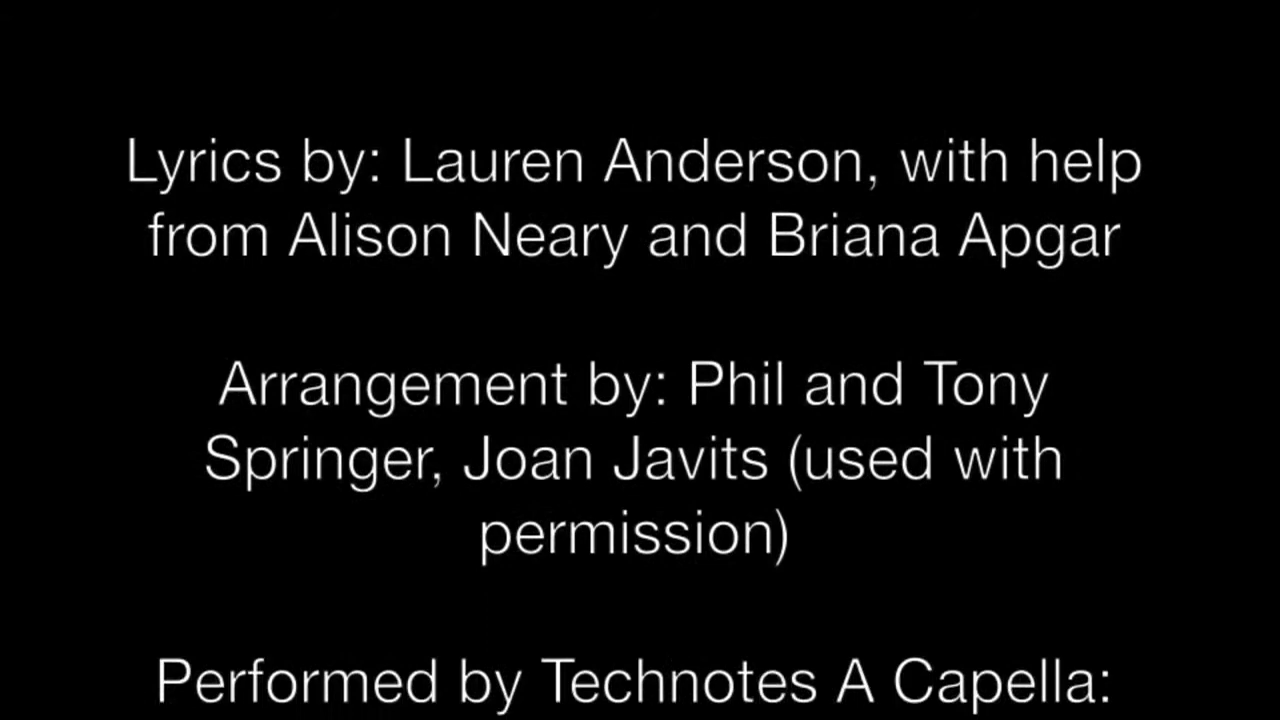 Lyrics by: Lauren Anderson, with help
from Alison Neary and Briana Apgar
Arrangement by: Phil and Tony
Springer, Joan Javits (used with
permission)
Performed by Technotes A Capella: